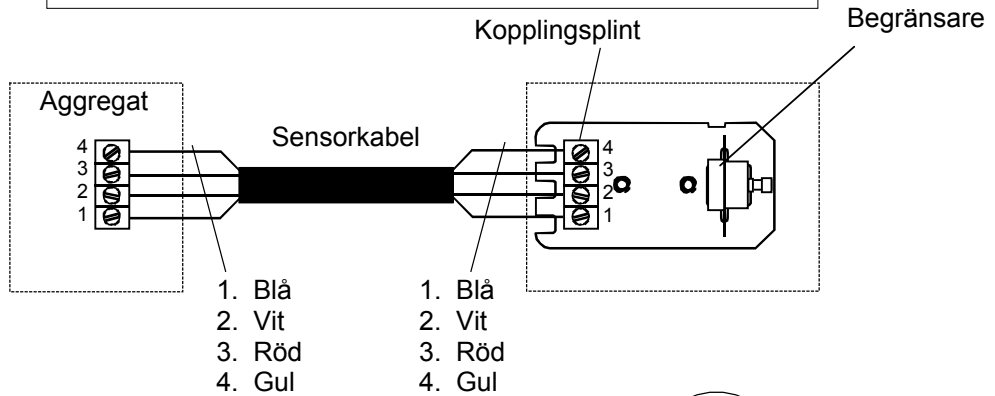 Begränsare
Kopplingsplint
Aggregat
Sensorkabel
4
3
2
1
4
3
2
1
1. Blå
2. Vit
3. Röd
4. Gul
1. Blå
2. Vit
3. Röd
4. Gul